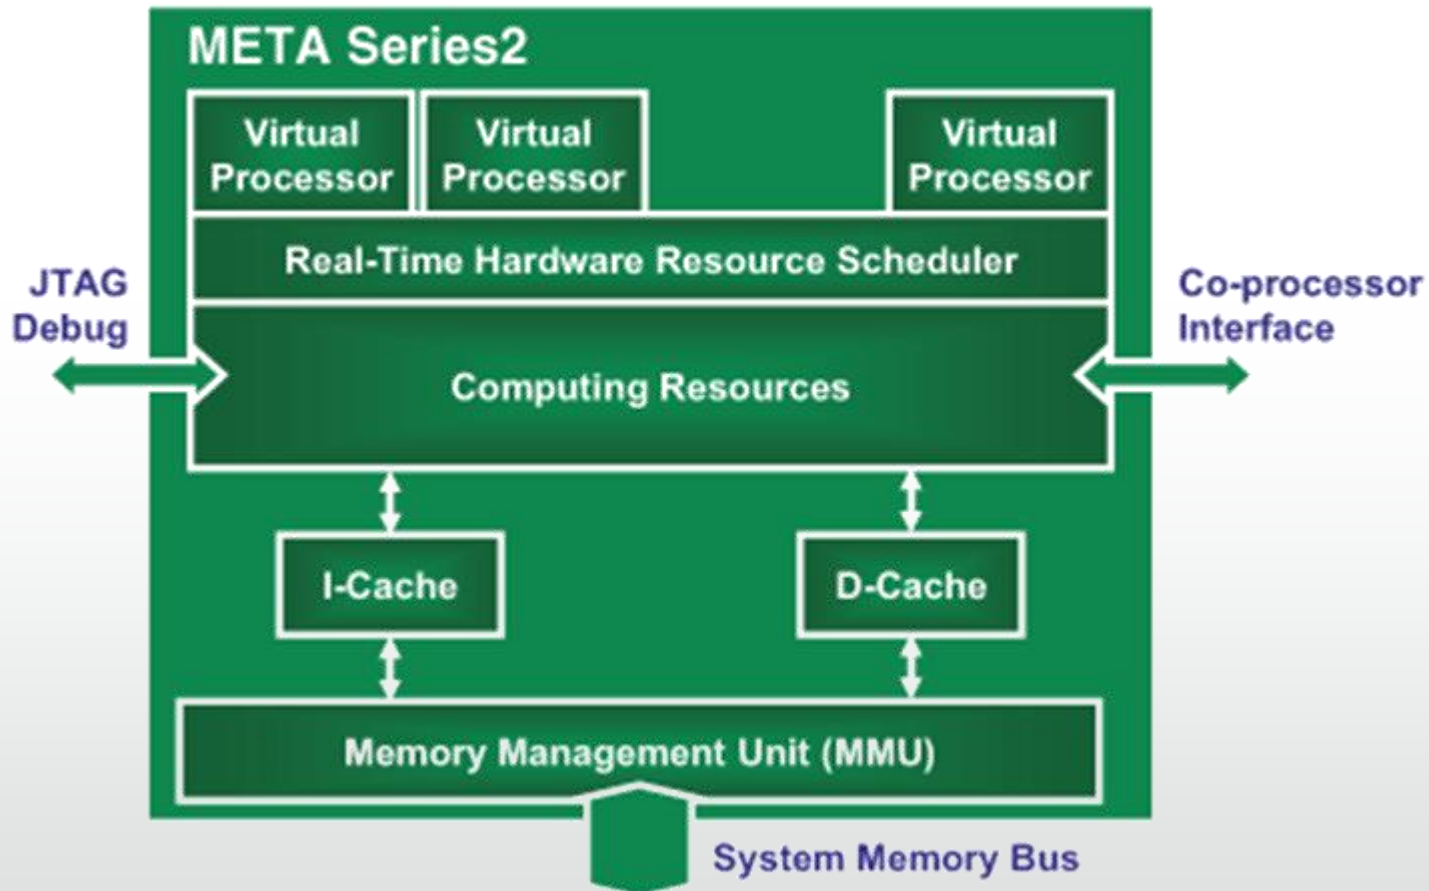 META Series2
Virtual
Processor
Virtual
Processor
Virtual
Processor
Real-Time Hardware Resource Scheduler
JTAG
Debug
Co-processor
Interface
Computing Resources
I-Cache
D-Cache
Memory Management Unit (MMU)
System Memory Bus